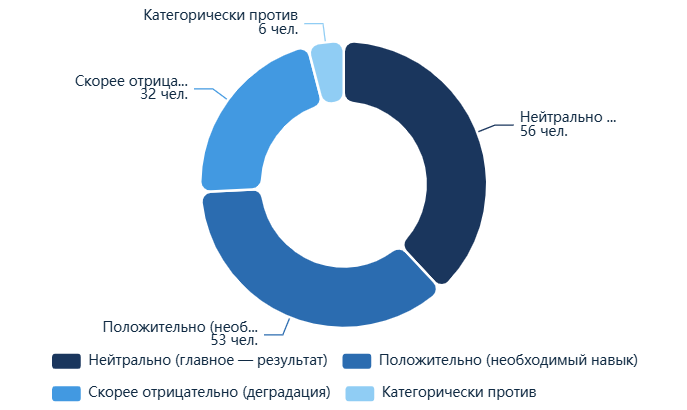 Категорически против
6 чел.
Скорее отрица...
32 чел.
Нейтрально ...
56 чел.
Положительно (необ...
53 чел.
Нейтрально (главное — результат)
Положительно (необходимый навык)
Скорее отрицательно (деградация)
Категорически против